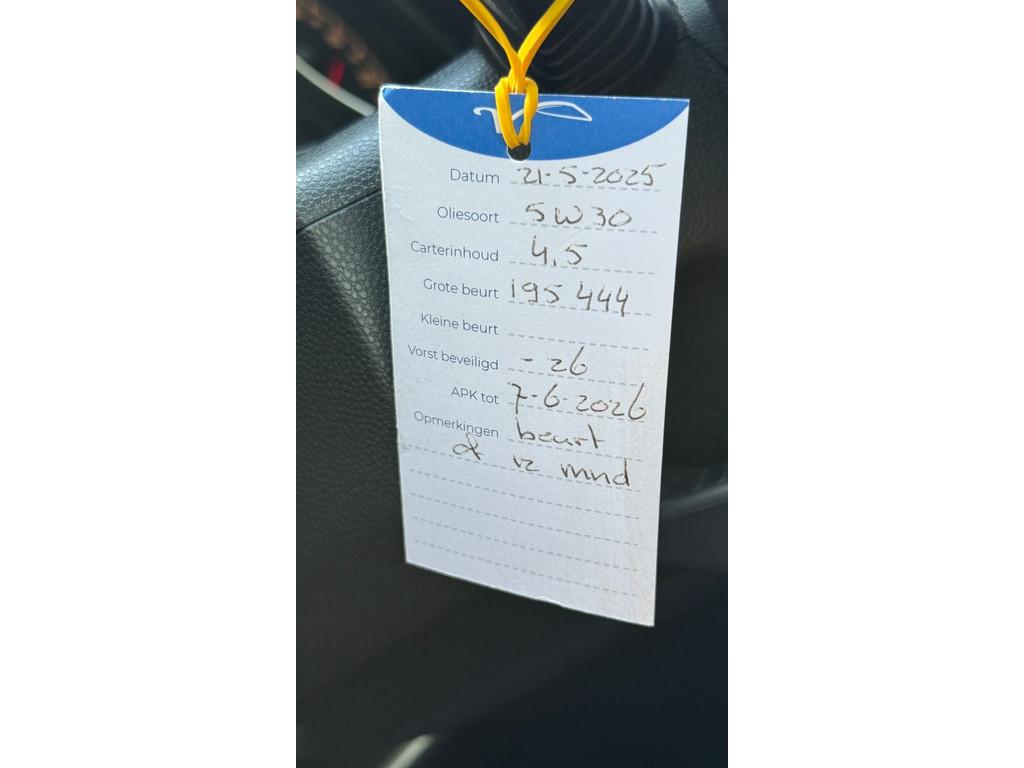 Datum 21-5-2025
Oliesoort 5W30
Carterinhoud 4,5
Grote beurt 195 444
Kleine beurt
Vorst beveiligd - 26
APK tot 7-6-2026
Opmerkingen beurt
of 12 mnd